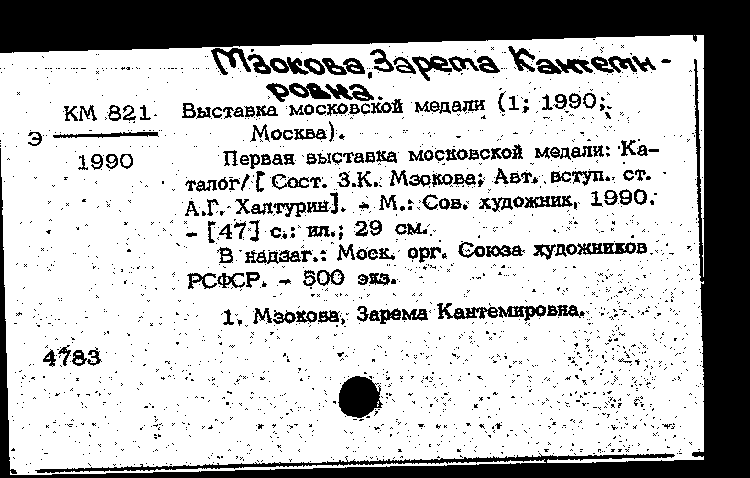 Мзокова, Зарета Кантеми-
ровна.
КМ 821
Э
1990
Выставка московской медали (1; 1990;
Москва).
Первая выставка московской медали: Ка-
талог/[ Сост. З.К. Мзокова; Авт. вступ. ст.
А.Г. Халтурин]. - М.: Сов. художник, 1990.
- [47] с.: ил.; 29 см.
В надзаг.: Моск. орг. Союза художников
РСФСР. - 500 экз.
1. Мзокова, Зарема Кантемировна.
4783